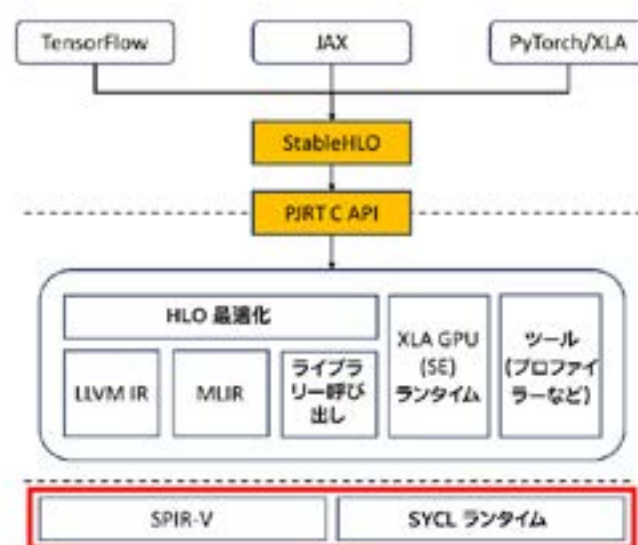 TensorFlow
JAX
PyTorch/XLA
StableHLO
PJRT C API
HLO 最適化
XLA GPU
(SE)
ランタイム
ツール
(プロファイ
ラーなど)
LLVM IR
MLIR
ライブラ
リー呼び
出し
SPIR-V
SYCL ランタイム